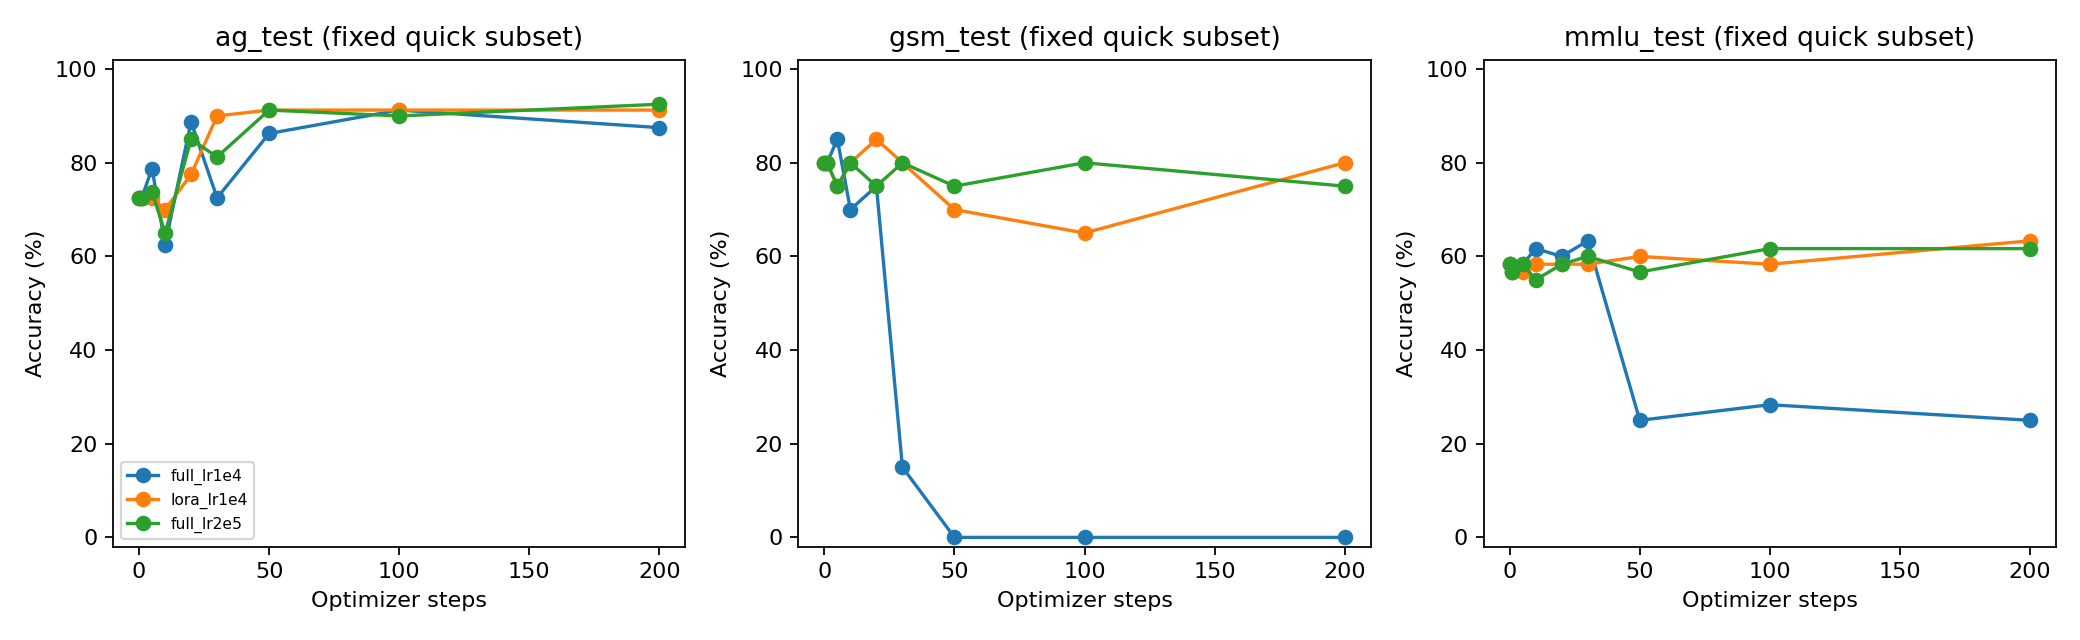 ag_test (fixed quick subset)
100
80
60
40
20
0
Accuracy (%)
full_lr1e4
lora_lr1e4
full_lr2e5
0 50 100 150 200
Optimizer steps
gsm_test (fixed quick subset)
100
80
60
40
20
0
Accuracy (%)
0 50 100 150 200
Optimizer steps
mmlu_test (fixed quick subset)
100
80
60
40
20
0
Accuracy (%)
0 50 100 150 200
Optimizer steps